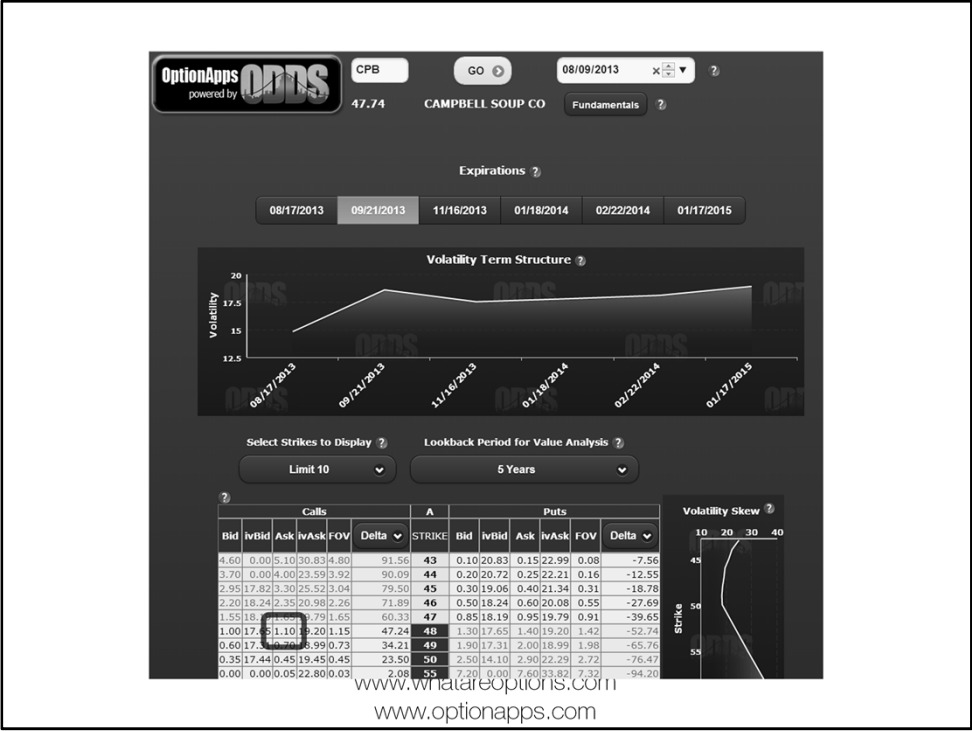 OptionApps
powered by ODDS
CPB GO 08/09/2013 ?
47.74 CAMPBELL SOUP CO Fundamentals ?
Expirations ?
08/17/2013 09/21/2013 11/16/2013 01/18/2014 02/22/2014 01/17/2015
Volatility Term Structure ?
Volatility
20
17.5
15
12.5
08/17/2013 09/21/2013 11/16/2013 01/18/2014 02/22/2014 01/17/2015
Select Strikes to Display ? Lookback Period for Value Analysis ?
Limit 10 5 Years
?
Calls A Puts
Bid ivBid Ask ivAsk FOV Delta STRIKE Bid ivBid Ask ivAsk FOV Delta
4.60 0.00 5.10 30.83 4.80 91.56 43 0.10 20.83 0.15 22.99 0.08 -7.56
3.70 0.00 4.00 23.59 3.92 90.09 44 0.20 20.72 0.25 22.21 0.16 -12.55
2.95 17.82 3.30 25.52 3.04 79.50 45 0.30 19.06 0.40 21.34 0.31 -18.78
2.20 18.24 2.35 20.98 2.26 71.89 46 0.50 18.24 0.60 20.08 0.55 -27.69
1.55 1.65 60.33 47 0.85 18.19 0.95 19.79 0.91 -39.65
1.00 17.65 1.10 19.20 1.15 47.24 48 1.30 17.65 1.40 19.20 1.42 -52.74
0.60 0.70 18.99 0.73 34.21 49 1.90 17.31 2.00 18.99 1.98 -65.76
0.35 17.44 0.45 19.45 0.45 23.50 50 2.50 14.10 2.90 22.29 2.72 -76.47
0.00 0.00 0.05 22.80 0.03 2.08 55 7.20 0.00 7.60 33.82 7.32 -94.20
Volatility Skew ?
10 20 30 40
Strike
45
50
55
www.whatareoptions.com
www.optionapps.com